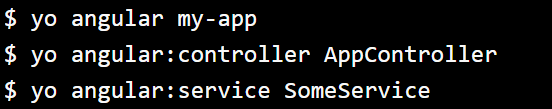 $ yo angular my-app
$ yo angular:controller AppController
$ yo angular:service SomeService